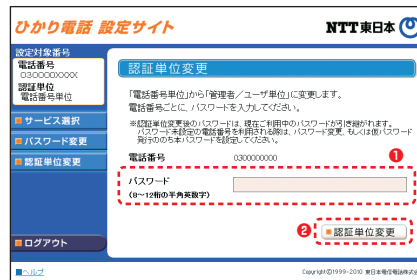 ひかり電話 設定サイト
NTT東日本
設定対象番号
電話番号
030000XXXX
認証単位
電話番号単位
サービス選択
パスワード変更
認証単位変更
ログアウト
ヘルプ
認証単位変更
「電話番号単位」から「管理者／ユーザ単位」に変更します。
電話番号ごとに、パスワードを入力してください。
※認証単位変更後のパスワードは、現在ご利用中のパスワードが引き継がれます。
パスワード未設定の電話番号を利用される際は、パスワード変更、もしくは仮パスワード
発行ののち本パスワードを設定してください。
電話番号 0300000000
❶
パスワード
(8～12桁の半角英数字)
❷ 認証単位変更
Copyright©1999-2010 東日本電信電話株式